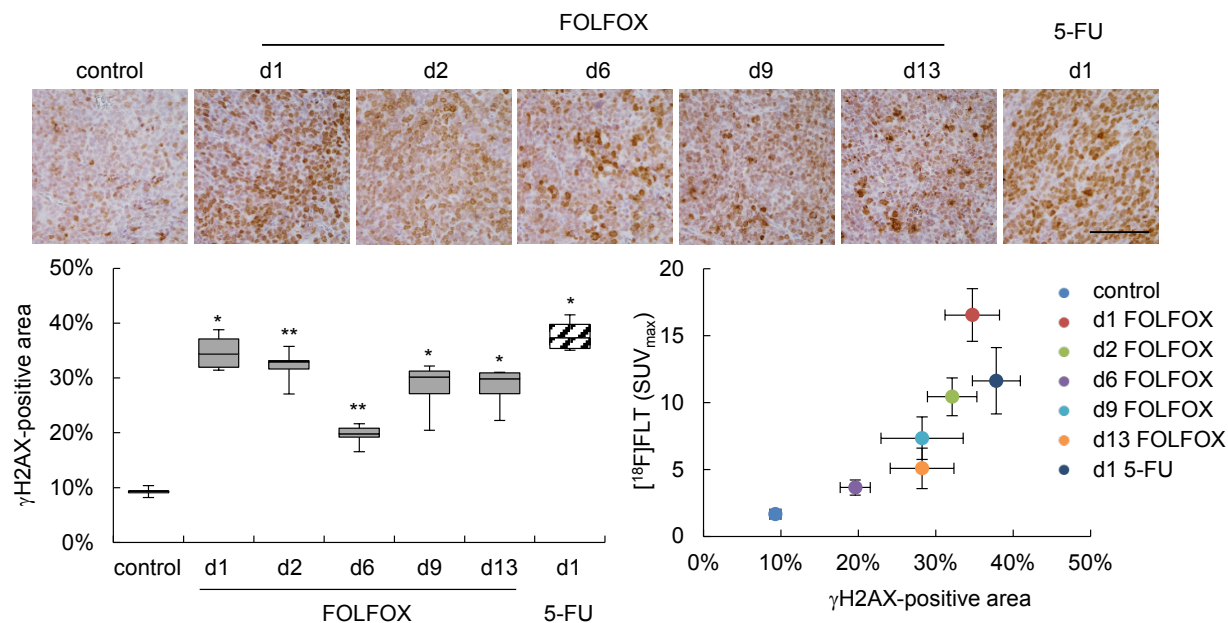 FOLFOX
5-FU
control d1 d2 d6 d9 d13 d1
γH2AX-positive area
50%
40%
30%
20%
10%
0%
* ** ** * * *
control d1 d2 d6 d9 d13 d1
FOLFOX 5-FU
[¹⁸F]FLT (SUVmax)
20
15
10
5
0
0% 10% 20% 30% 40% 50%
γH2AX-positive area
control
d1 FOLFOX
d2 FOLFOX
d6 FOLFOX
d9 FOLFOX
d13 FOLFOX
d1 5-FU